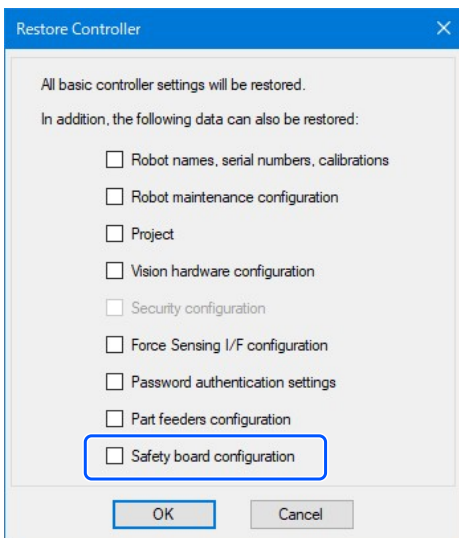 Restore Controller
All basic controller settings will be restored.
In addition, the following data can also be restored:
Robot names, serial numbers, calibrations
Robot maintenance configuration
Project
Vision hardware configuration
Security configuration
Force Sensing I/F configuration
Password authentication settings
Part feeders configuration
Safety board configuration
OK Cancel